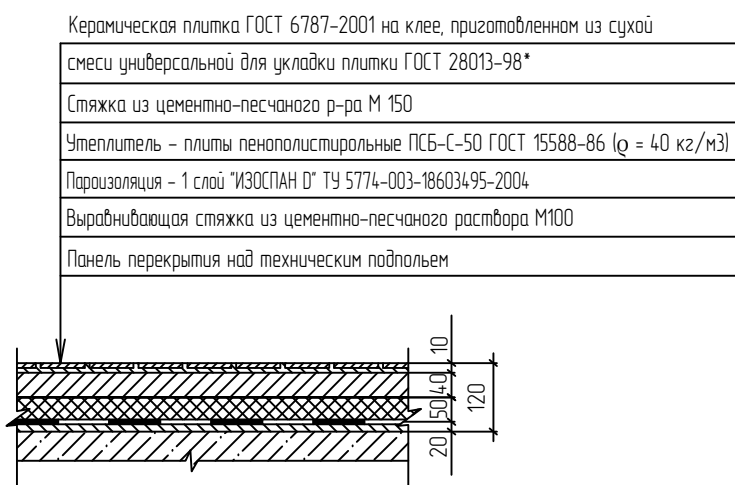 Керамическая плитка ГОСТ 6787-2001 на клее, приготовленном из сухой
смеси универсальной для укладки плитки ГОСТ 28013-98*
Стяжка из цементно-песчаного р-ра М 150
Утеплитель - плиты пенополистирольные ПСБ-С-50 ГОСТ 15588-86 (ρ = 40 кг/м3)
Пароизоляция - 1 слой "ИЗОСПАН D" ТУ 5774-003-18603495-2004
Выравнивающая стяжка из цементно-песчаного раствора М100
Панель перекрытия над техническим подпольем
10
40
50
20
120